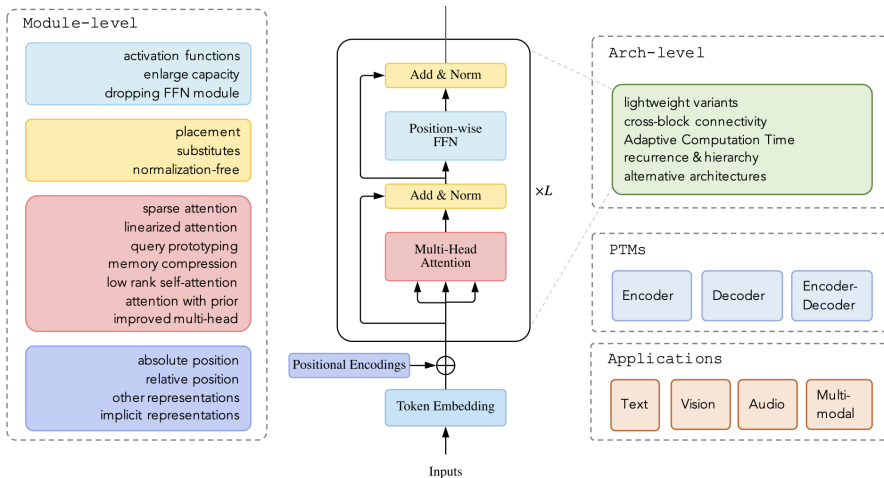 Module-level
activation functions
enlarge capacity
dropping FFN module
placement
substitutes
normalization-free
sparse attention
linearized attention
query prototyping
memory compression
low rank self-attention
attention with prior
improved multi-head
absolute position
relative position
other representations
implicit representations
Add & Norm
Position-wise
FFN
Add & Norm
×L
Multi-Head
Attention
Positional Encodings
Token Embedding
Inputs
Arch-level
lightweight variants
cross-block connectivity
Adaptive Computation Time
recurrence & hierarchy
alternative architectures
PTMs
Encoder
Decoder
Encoder-
Decoder
Applications
Text
Vision
Audio
Multi-
modal